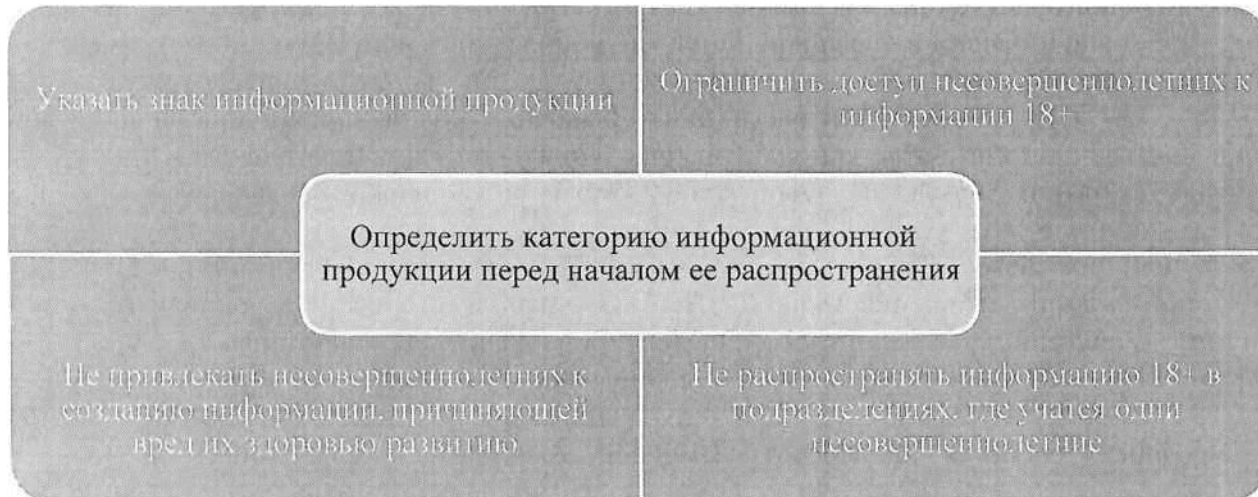 Указать знак информационной продукции
Ограничить доступ несовершеннолетних к
информации 18+
Определить категорию информационной
продукции перед началом ее распространения
Не привлекать несовершеннолетних к
созданию информации, причиняющей
вред их здоровью развитию
Не распространять информацию 18+ в
подразделениях, где учатся одни
несовершеннолетние